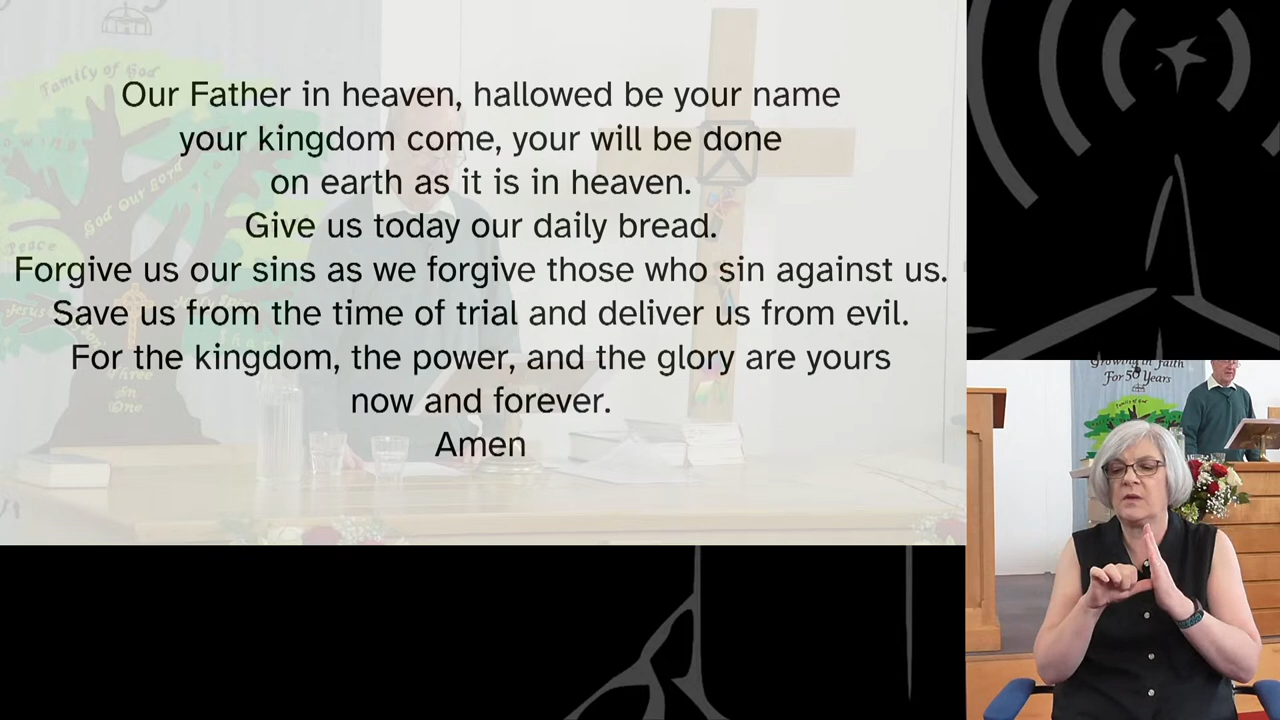 Our Father in heaven, hallowed be your name
your kingdom come, your will be done
on earth as it is in heaven.
Give us today our daily bread.
Forgive us our sins as we forgive those who sin against us.
Save us from the time of trial and deliver us from evil.
For the kingdom, the power, and the glory are yours
now and forever.
Amen
Family of God
God Our Lord
Peace
Three
In
One
Growing in Faith
For 50 Years